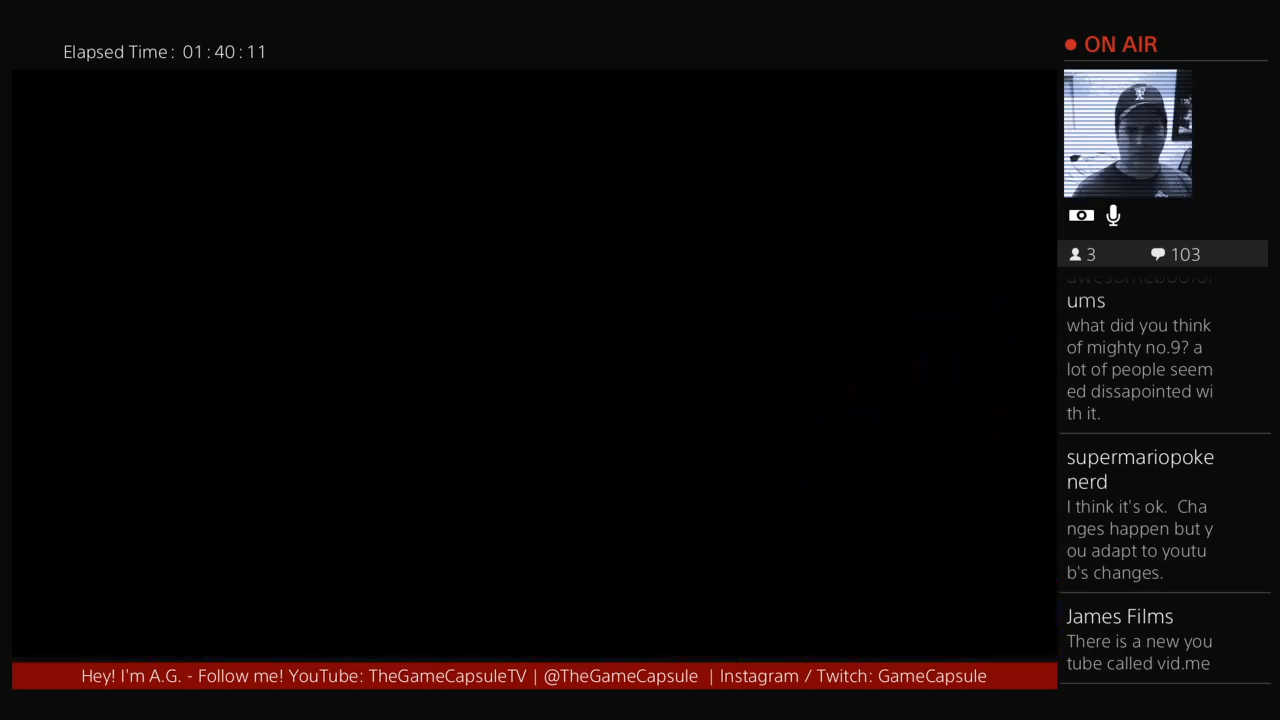 Elapsed Time: 01:40:11
ON AIR
3 103
ums
what did you think
of mighty no.9? a
lot of people seem
ed dissapointed wi
th it.
supermariopoke
nerd
I think it's ok.  Cha
nges happen but y
ou adapt to youtu
b's changes.
James Films
There is a new you
tube called vid.me
Hey! I'm A.G. - Follow me! YouTube: TheGameCapsuleTV | @TheGameCapsule | Instagram / Twitch: GameCapsule